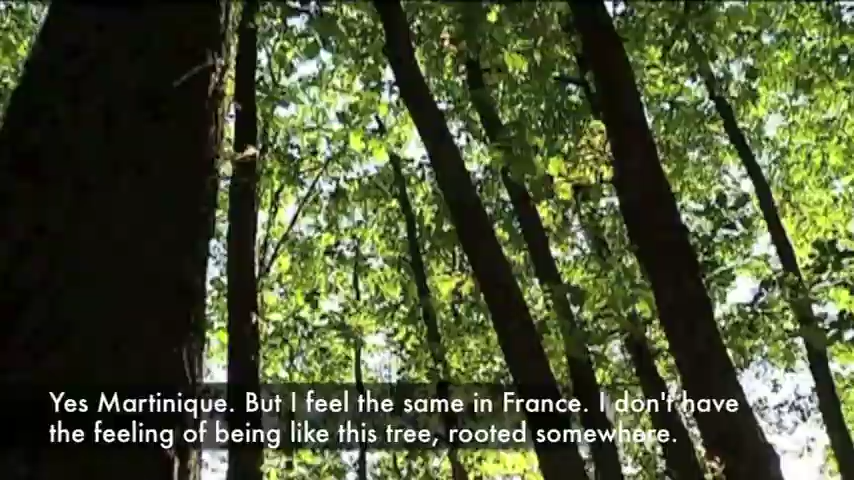 Yes Martinique. But I feel the same in France. I don't have
the feeling of being like this tree, rooted somewhere.